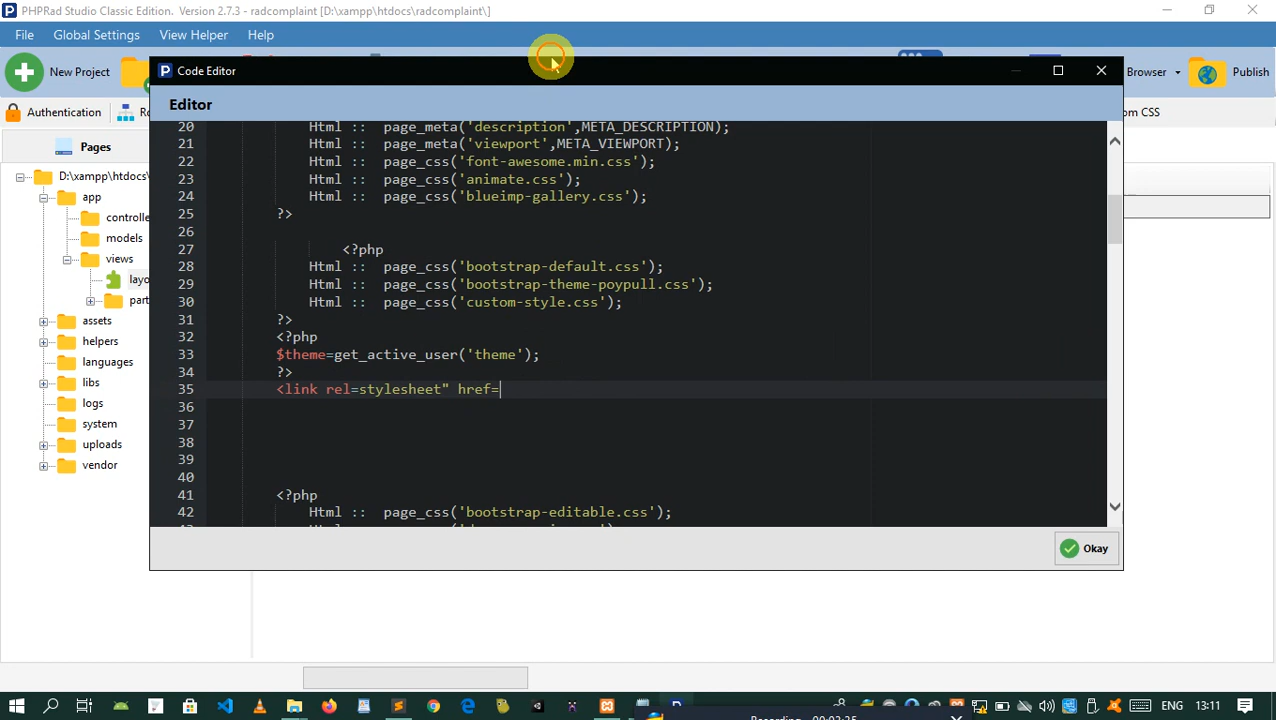 PHPRad Studio Classic Edition. Version 2.7.3 - radcomplaint [D:\xampp\htdocs\radcomplaint\]
File Global Settings View Helper Help
New Project
Browser
Publish
Code Editor
Authentication
om CSS
Editor
Pages
D:\xampp\htdocs\
app
controlle
models
views
layo
part
assets
helpers
languages
libs
logs
system
uploads
vendor
20 Html :: page_meta('description',META_DESCRIPTION);
21 Html :: page_meta('viewport',META_VIEWPORT);
22 Html :: page_css('font-awesome.min.css');
23 Html :: page_css('animate.css');
24 Html :: page_css('blueimp-gallery.css');
25 ?>
26
27 <?php
28 Html :: page_css('bootstrap-default.css');
29 Html :: page_css('bootstrap-theme-poypull.css');
30 Html :: page_css('custom-style.css');
31 ?>
32 <?php
33 $theme=get_active_user('theme');
34 ?>
35 <link rel=stylesheet" href=
36
37
38
39
40
41 <?php
42 Html :: page_css('bootstrap-editable.css');
Okay
ENG 13:11